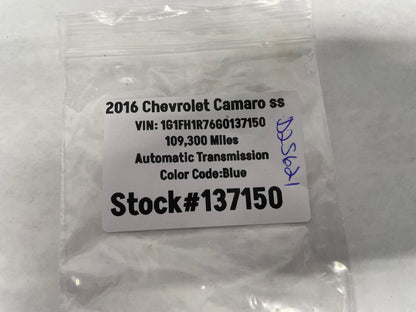 2016 Chevrolet Camaro ss
VIN: 1G1FH1R76G0137150
109,300 Miles
Automatic Transmission
Color Code:Blue
Stock#137150